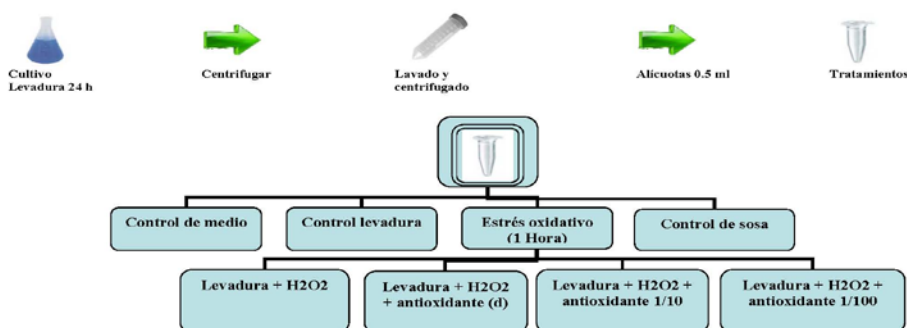 Cultivo
Levadura 24 h
Centrifugar
Lavado y
centrifugado
Alícuotas 0.5 ml
Tratamientos
Control de medio
Control levadura
Estrés oxidativo
(1 Hora)
Control de sosa
Levadura + H2O2
Levadura + H2O2
+ antioxidante (d)
Levadura + H2O2 +
antioxidante 1/10
Levadura + H2O2 +
antioxidante 1/100